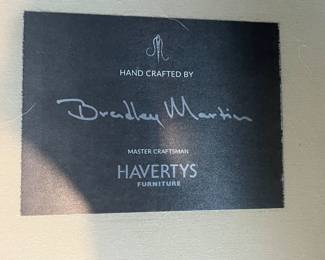 HAND CRAFTED BY
Bradley Martin
MASTER CRAFTSMAN
HAVERTYS
FURNITURE